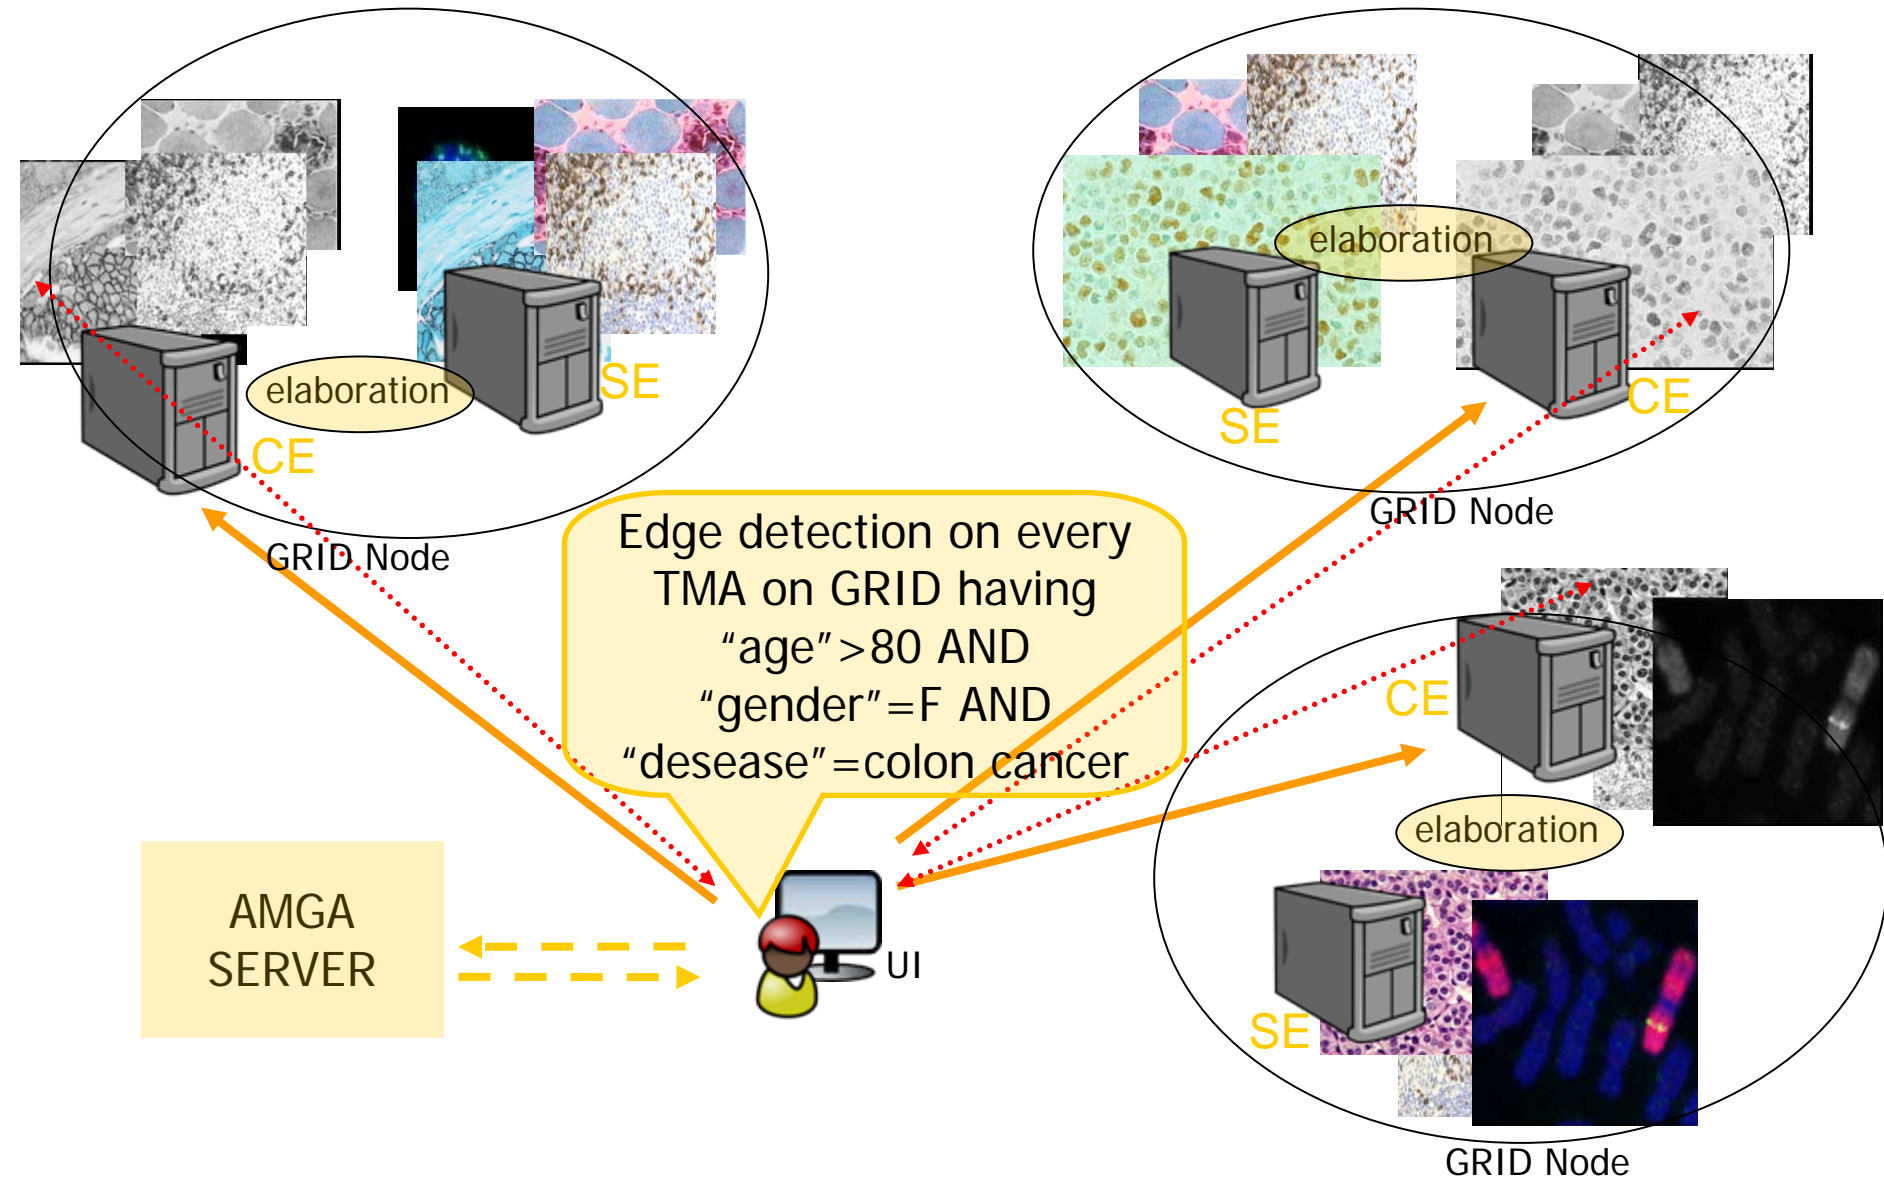 elaboration
SE
CE
GRID Node
elaboration
SE
CE
GRID Node
Edge detection on every
TMA on GRID having
“age”>80 AND
“gender”=F AND
“desease”=colon cancer
CE
elaboration
SE
GRID Node
AMGA
SERVER
UI